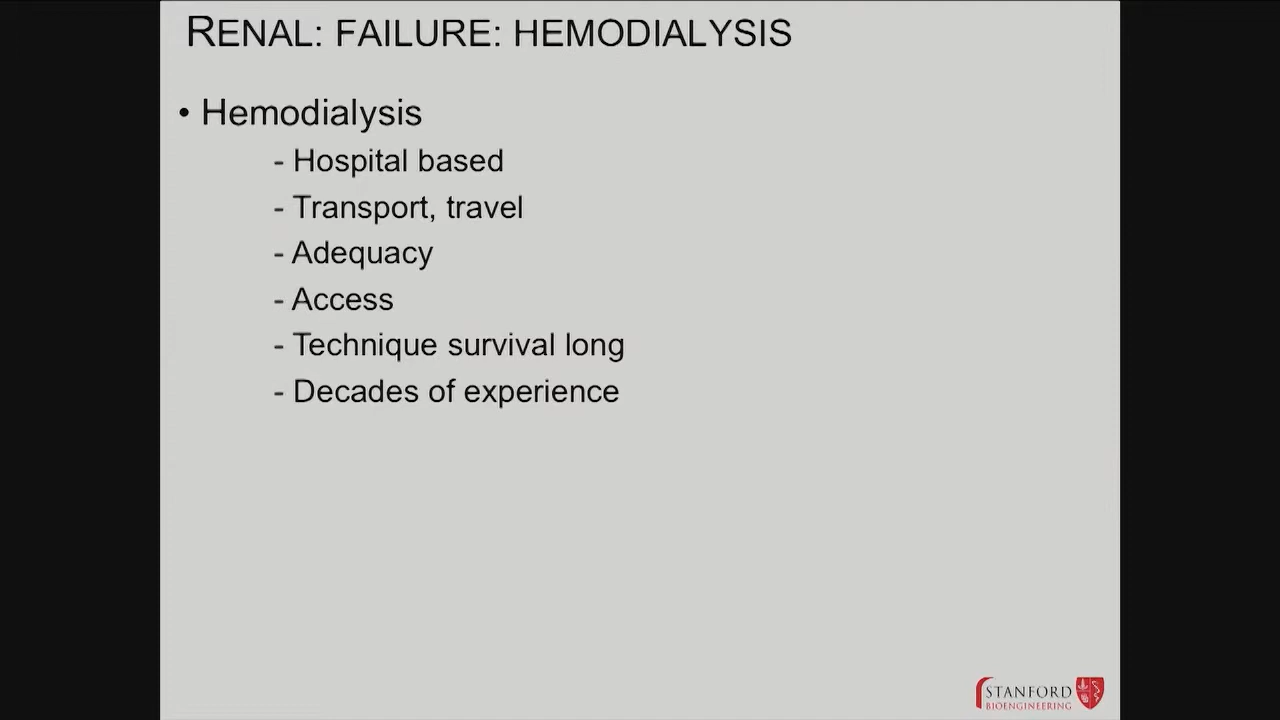 RENAL: FAILURE: HEMODIALYSIS
• Hemodialysis
- Hospital based
- Transport, travel
- Adequacy
- Access
- Technique survival long
- Decades of experience
STANFORD
BIOENGINEERING